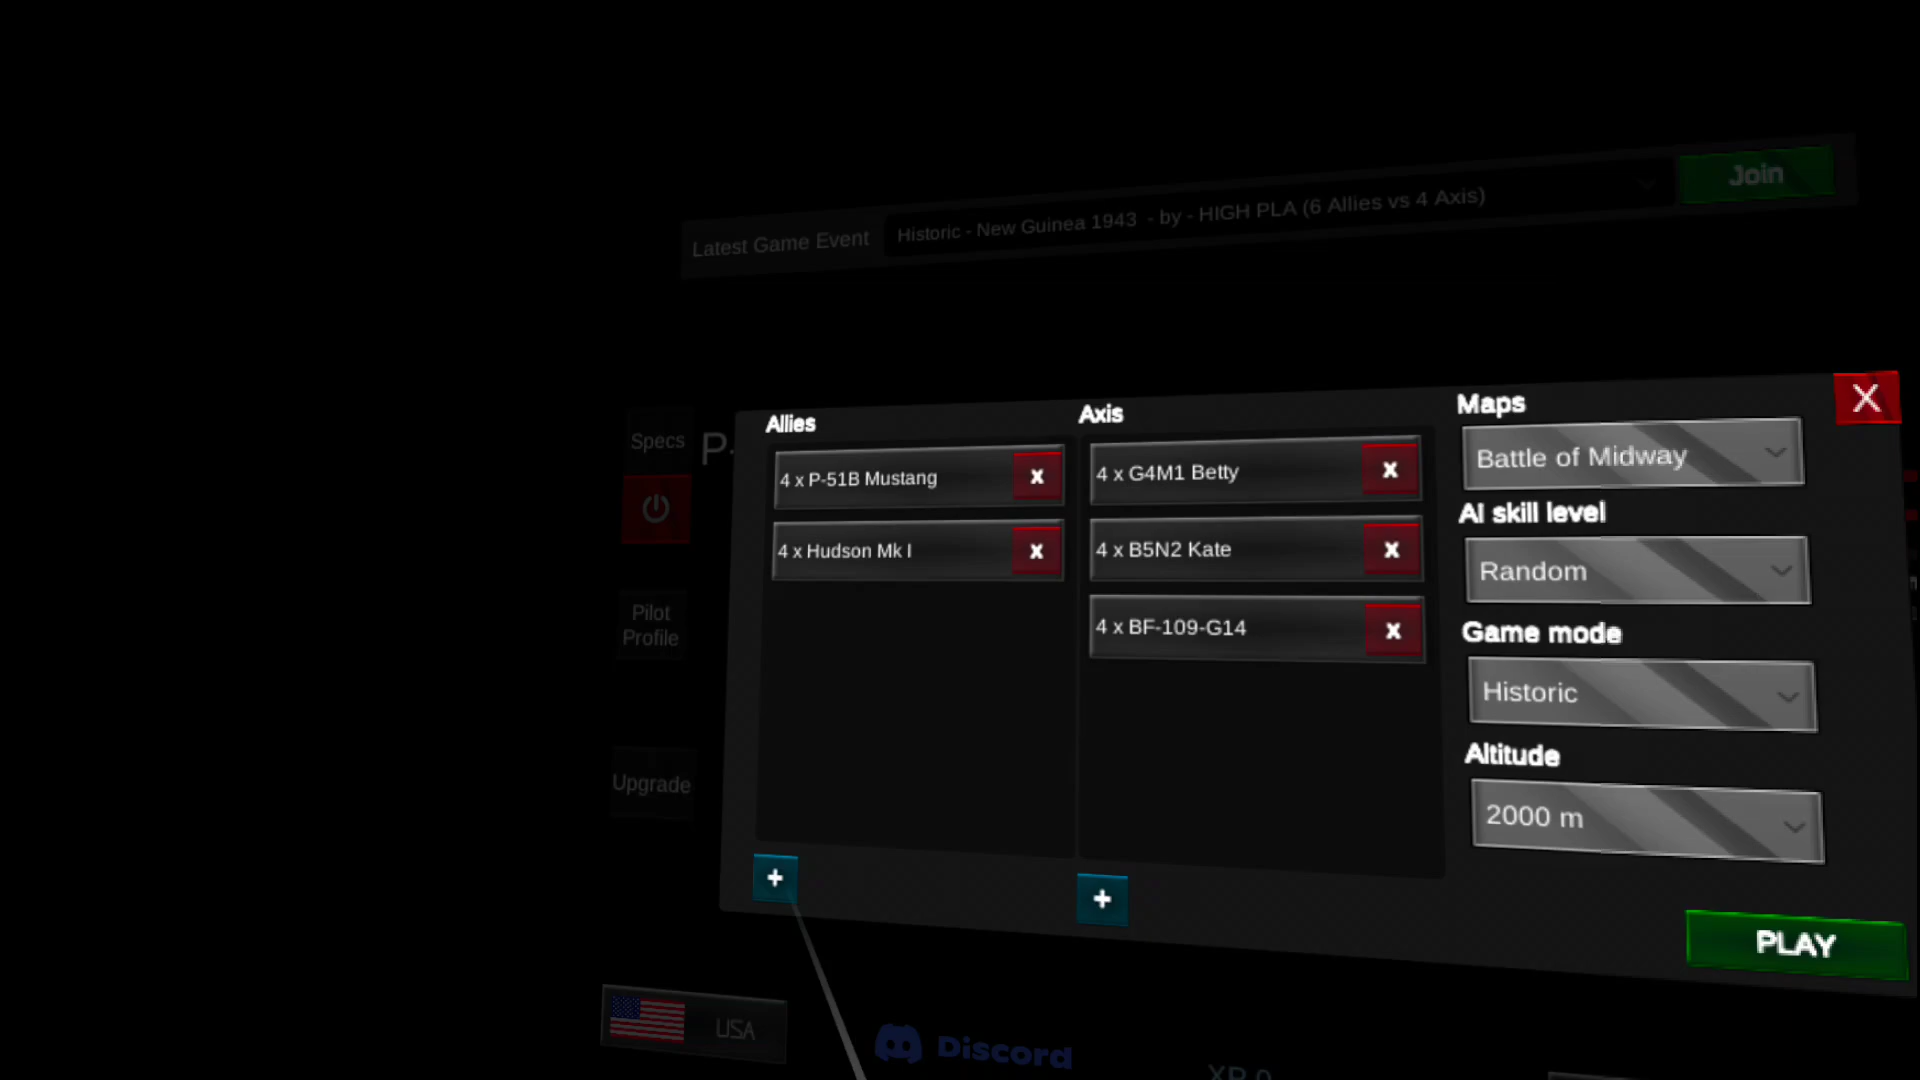 Latest Game Event
Historic - New Guinea 1943 - by - HIGH PLA (6 Allies vs 4 Axis)
Join
Specs
P-
Pilot
Profile
Upgrade
Allies
4 x P-51B Mustang
x
4 x Hudson Mk I
x
+
Axis
4 x G4M1 Betty
x
4 x B5N2 Kate
x
4 x BF-109-G14
x
+
X
Maps
Battle of Midway
AI skill level
Random
Game mode
Historic
Altitude
2000 m
PLAY
USA
Discord
XP 0